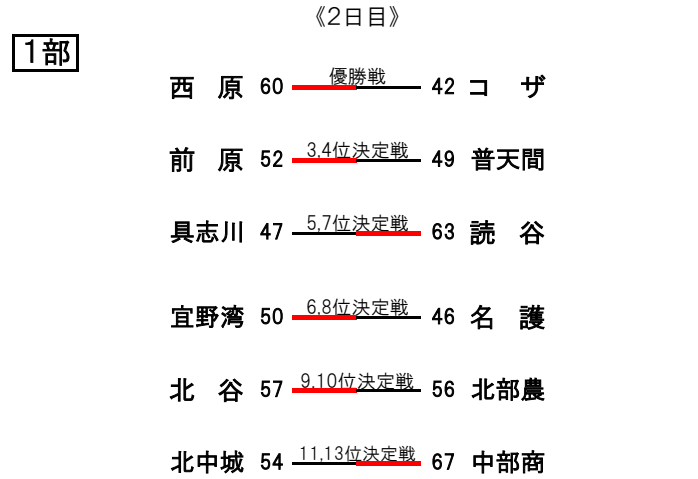 《2日目》
1部
西　原 60 優勝戦 42 コ　ザ
前　原 52 3,4位決定戦 49 普天間
具志川 47 5,7位決定戦 63 読　谷
宜野湾 50 6,8位決定戦 46 名　護
北　谷 57 9,10位決定戦 56 北部農
北中城 54 11,13位決定戦 67 中部商